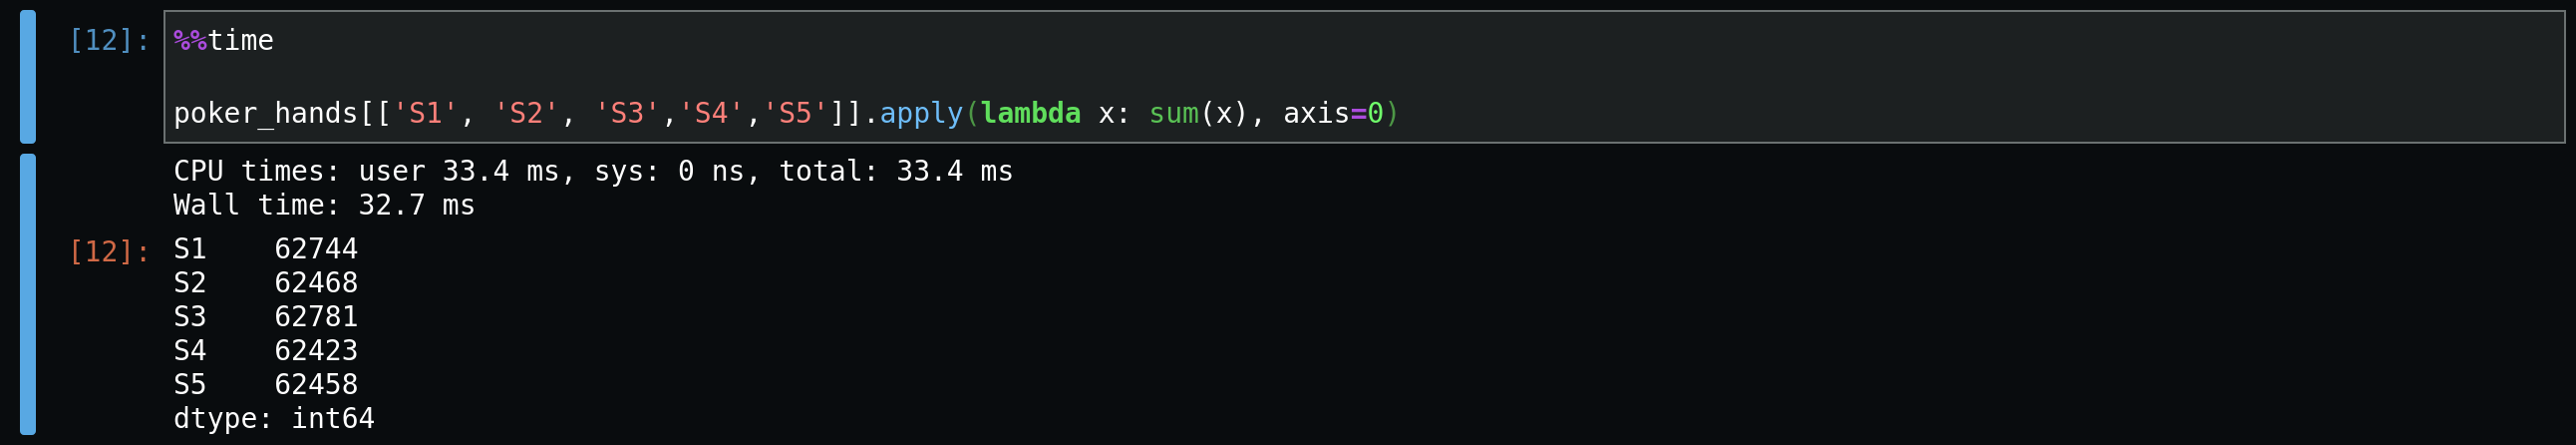 [12]: %%time
poker_hands[['S1', 'S2', 'S3','S4','S5']].apply(lambda x: sum(x), axis=0)
CPU times: user 33.4 ms, sys: 0 ns, total: 33.4 ms
Wall time: 32.7 ms
[12]: S1    62744
S2    62468
S3    62781
S4    62423
S5    62458
dtype: int64